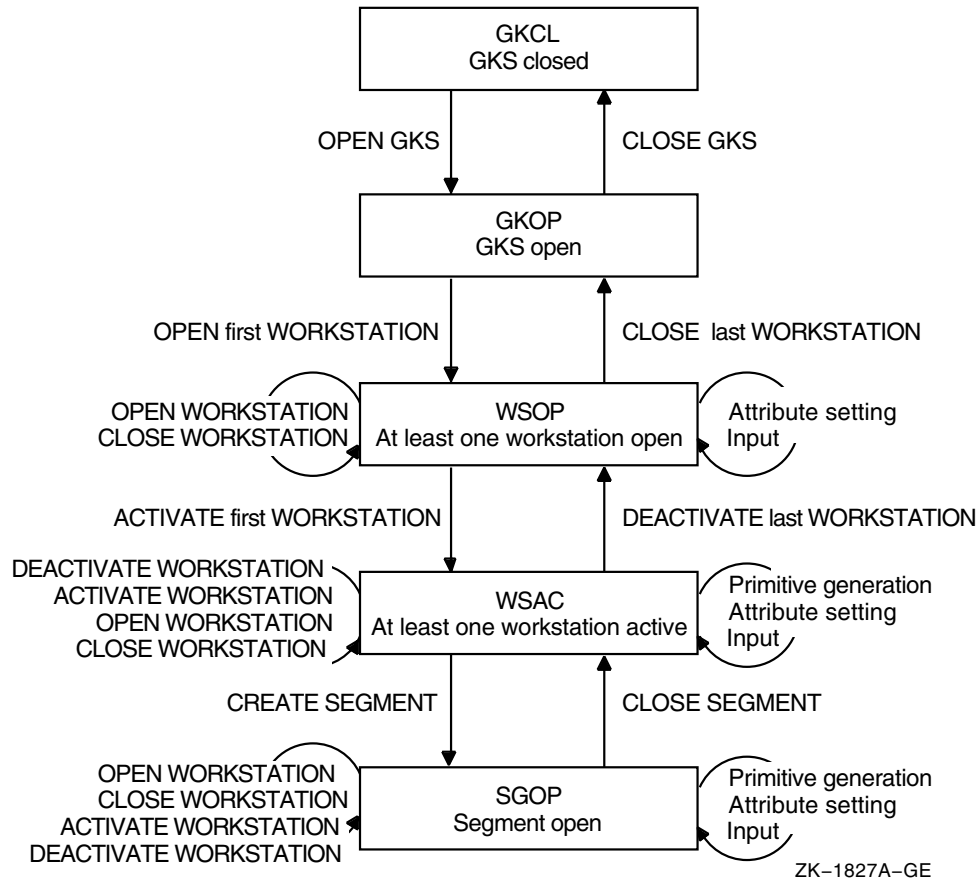 GKCL
GKS closed
OPEN GKS
CLOSE GKS
GKOP
GKS open
OPEN first WORKSTATION
CLOSE last WORKSTATION
OPEN WORKSTATION
CLOSE WORKSTATION
WSOP
At least one workstation open
Attribute setting
Input
ACTIVATE first WORKSTATION
DEACTIVATE last WORKSTATION
DEACTIVATE WORKSTATION
ACTIVATE WORKSTATION
OPEN WORKSTATION
CLOSE WORKSTATION
WSAC
At least one workstation active
Primitive generation
Attribute setting
Input
CREATE SEGMENT
CLOSE SEGMENT
OPEN WORKSTATION
CLOSE WORKSTATION
ACTIVATE WORKSTATION
DEACTIVATE WORKSTATION
SGOP
Segment open
Primitive generation
Attribute setting
Input
ZK−1827A−GE